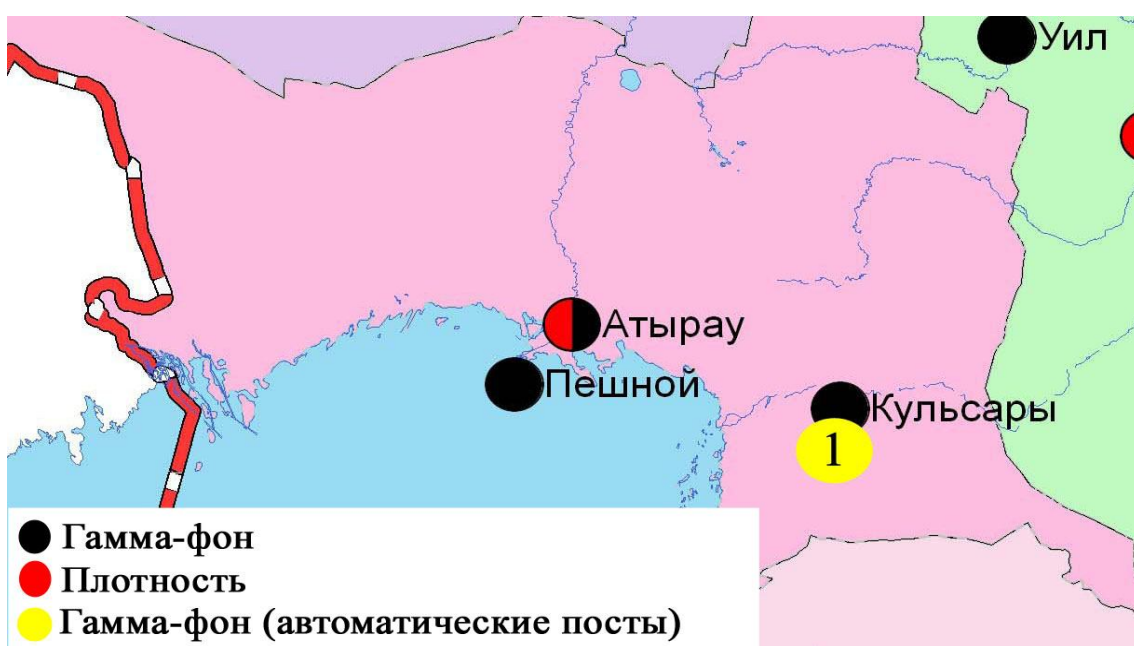 Уил
Атырау
Пешной
Кульсары
1
Гамма-фон
Плотность
Гамма-фон (автоматические посты)